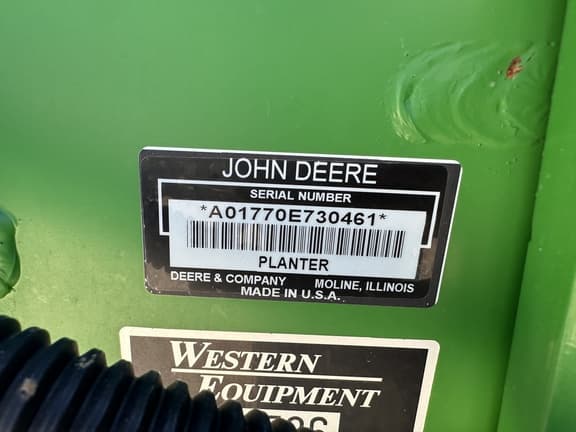 JOHN DEERE
SERIAL NUMBER
*A01770E730461*
PLANTER
DEERE & COMPANY MOLINE, ILLINOIS
MADE IN U.S.A.
WESTERN
EQUIPMENT